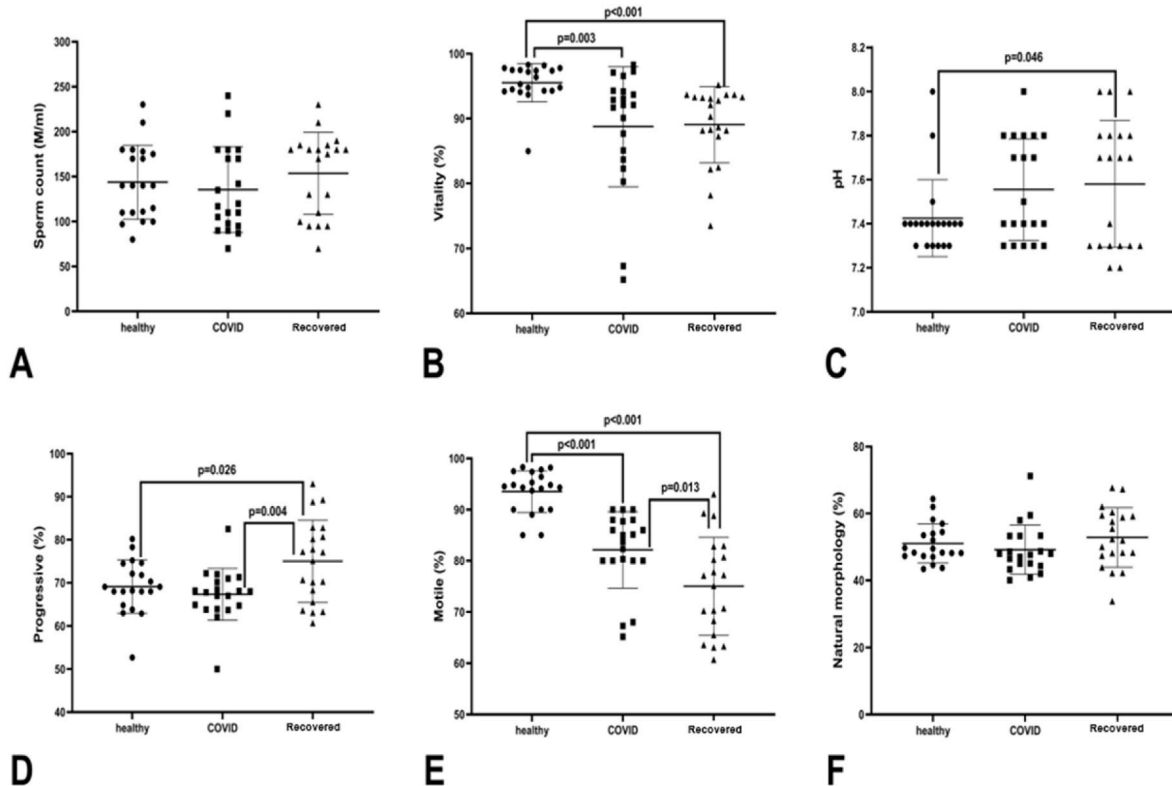 Sperm count (M/ml)
300
250
200
150
100
50
0
healthy
COVID
Recovered
A
Vitality (%)
100
90
80
70
60
p<0.001
p=0.003
healthy
COVID
Recovered
B
pH
8.2
8.0
7.8
7.6
7.4
7.2
7.0
p=0.046
healthy
COVID
Recovered
C
Progressive (%)
100
90
80
70
60
50
40
p=0.026
p=0.004
healthy
COVID
Recovered
D
Motile (%)
110
100
90
80
70
60
50
p<0.001
p<0.001
p=0.013
healthy
COVID
Recovered
E
Natural morphology (%)
80
60
40
20
0
healthy
COVID
Recovered
F